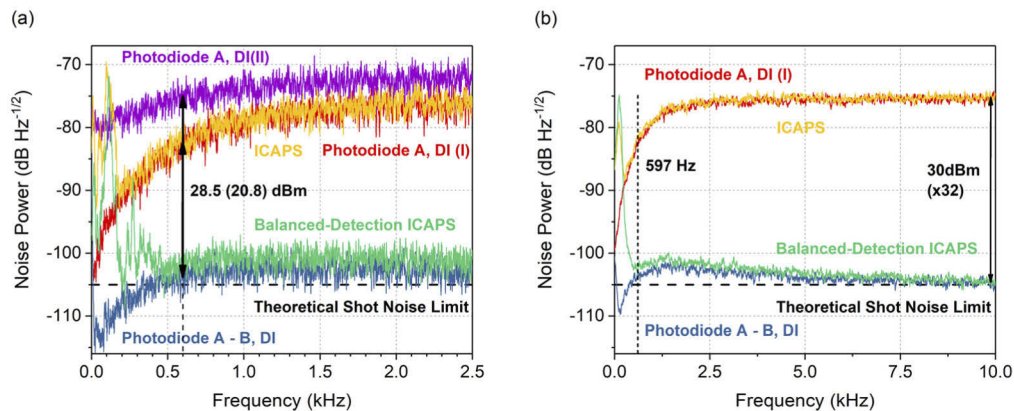 (a)
Noise Power (dB Hz-1/2)
-70
-80
-90
-100
-110
Photodiode A, DI(II)
ICAPS
Photodiode A, DI (I)
28.5 (20.8) dBm
Balanced-Detection ICAPS
Theoretical Shot Noise Limit
Photodiode A - B, DI
0.0 0.5 1.0 1.5 2.0 2.5
Frequency (kHz)
(b)
Noise Power (dB Hz-1/2)
-70
-80
-90
-100
-110
Photodiode A, DI (I)
ICAPS
597 Hz
30dBm
(x32)
Balanced-Detection ICAPS
Theoretical Shot Noise Limit
Photodiode A - B, DI
0.0 2.5 5.0 7.5 10.0
Frequency (kHz)